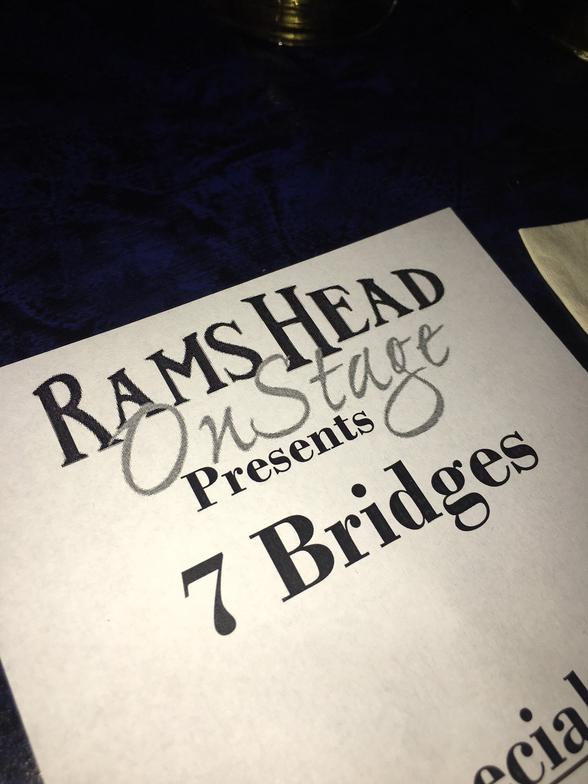 RAMS HEAD
OnStage
Presents
7 Bridges